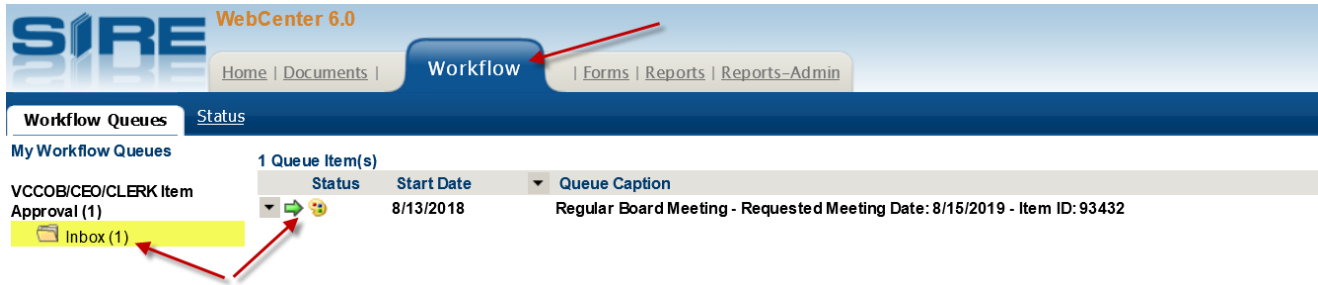 SIRE
WebCenter 6.0
Home | Documents |
Workflow
| Forms | Reports | Reports-Admin
Workflow Queues
Status
My Workflow Queues
VCCOB/CEO/CLERK Item
Approval (1)
Inbox (1)
1 Queue Item(s)
Status Start Date Queue Caption
8/13/2018 Regular Board Meeting - Requested Meeting Date: 8/15/2019 - Item ID: 93432